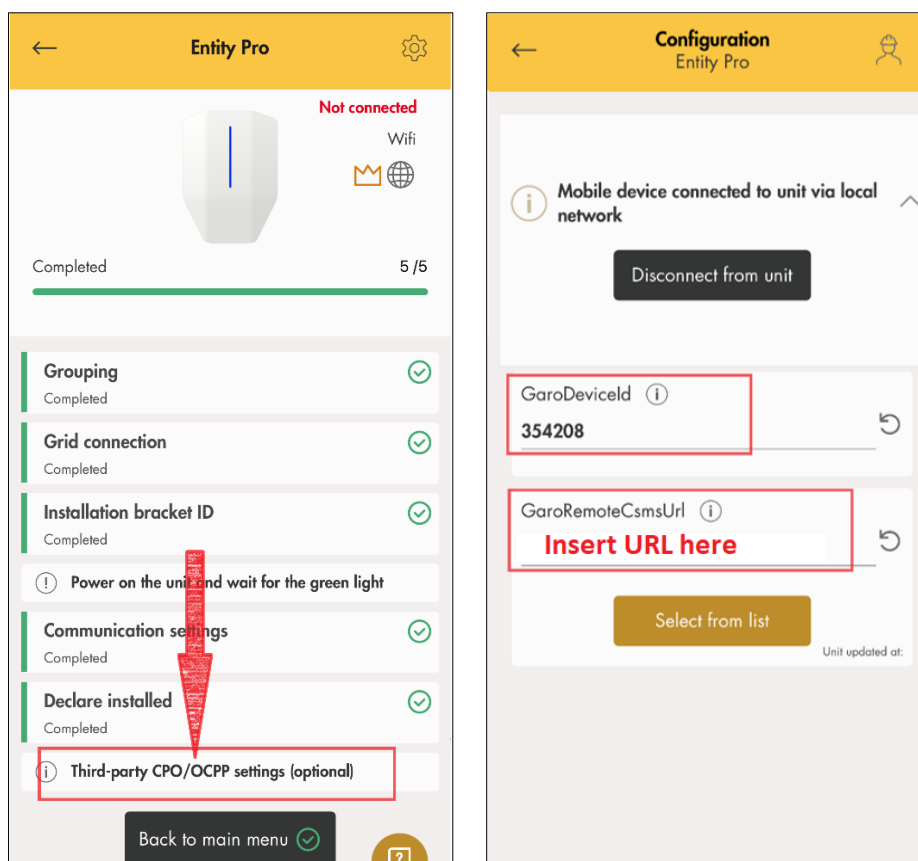 Entity Pro
Not connected
Wifi
Completed 5 /5
Grouping
Completed
Grid connection
Completed
Installation bracket ID
Completed
Power on the unit and wait for the green light
Communication settings
Completed
Declare installed
Completed
Third-party CPO/OCPP settings (optional)
Back to main menu
Configuration
Entity Pro
Mobile device connected to unit via local
network
Disconnect from unit
GaroDeviceId
354208
GaroRemoteCsmsUrl
Insert URL here
Select from list
Unit updated at: